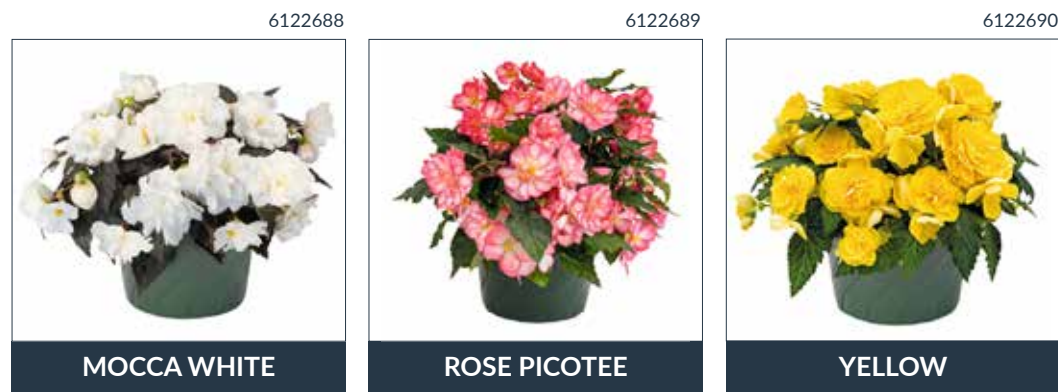 6122688
6122689
6122690
MOCCA WHITE
ROSE PICOTEE
YELLOW